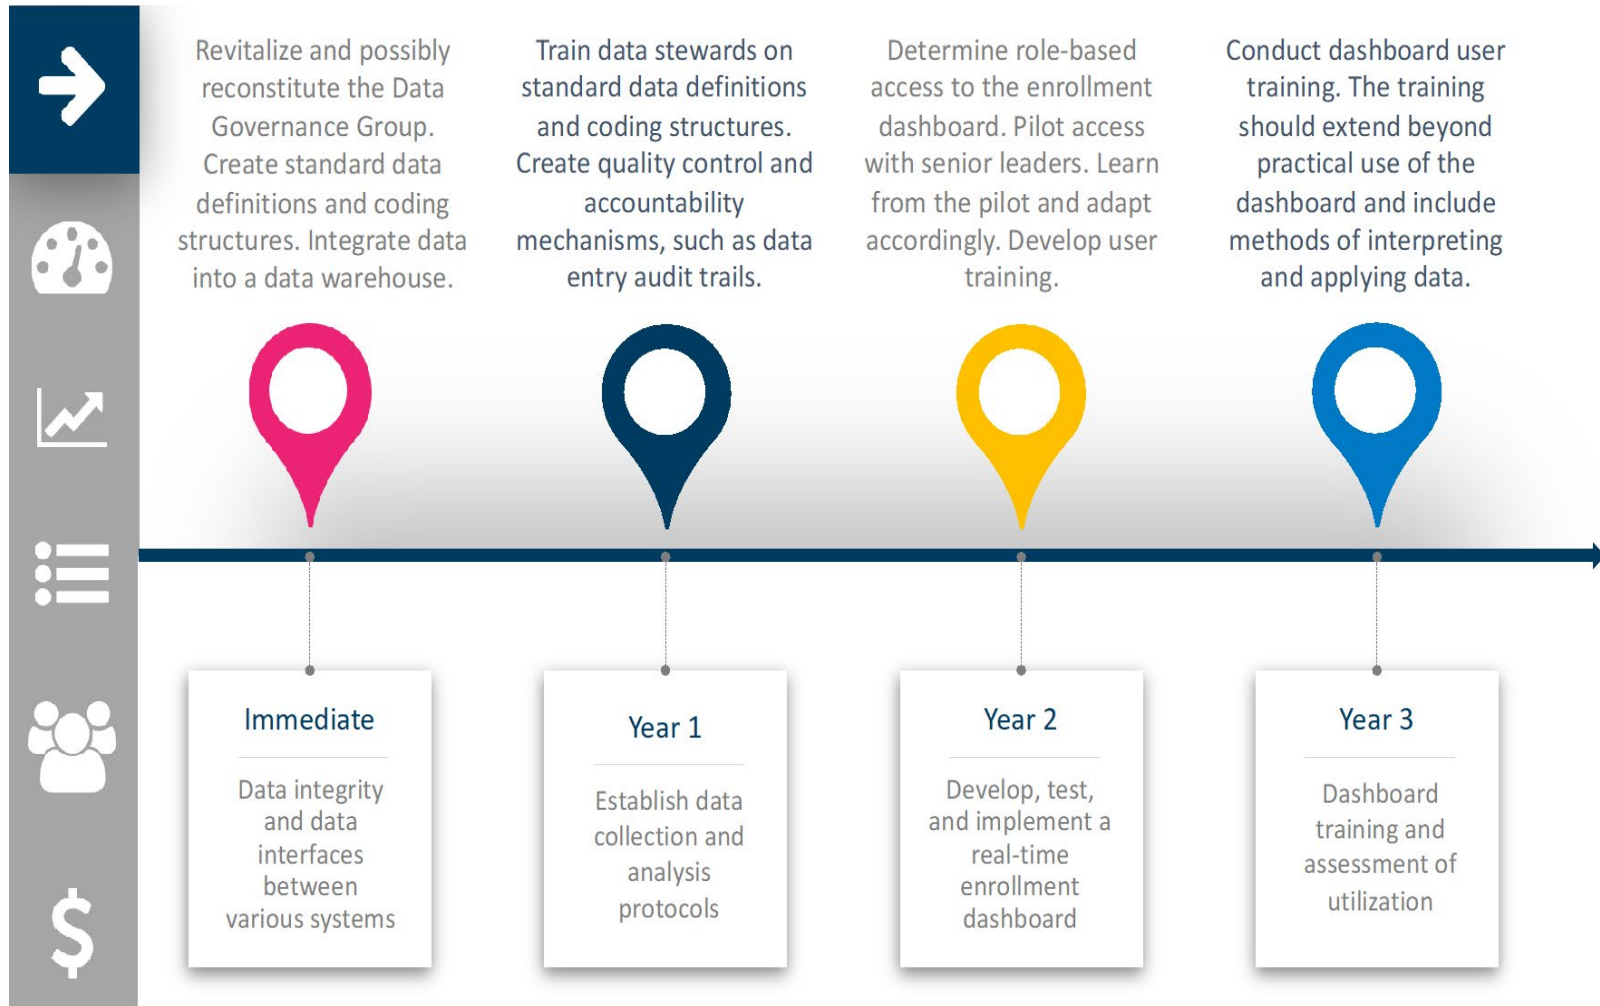 Revitalize and possibly
reconstitute the Data
Governance Group.
Create standard data
definitions and coding
structures. Integrate data
into a data warehouse.
Train data stewards on
standard data definitions
and coding structures.
Create quality control and
accountability
mechanisms, such as data
entry audit trails.
Determine role-based
access to the enrollment
dashboard. Pilot access
with senior leaders. Learn
from the pilot and adapt
accordingly. Develop user
training.
Conduct dashboard user
training. The training
should extend beyond
practical use of the
dashboard and include
methods of interpreting
and applying data.
Immediate
Data integrity
and data
interfaces
between
various systems
Year 1
Establish data
collection and
analysis
protocols
Year 2
Develop, test,
and implement a
real-time
enrollment
dashboard
Year 3
Dashboard
training and
assessment of
utilization
$